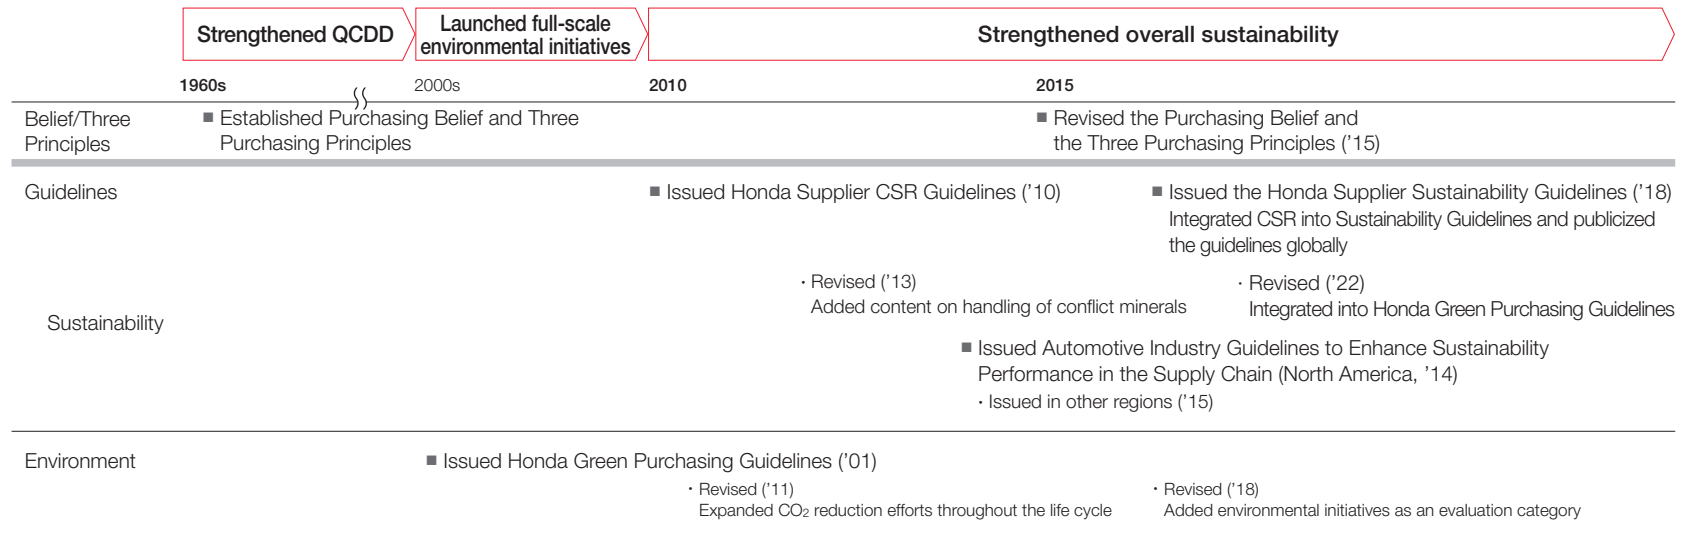 Strengthened QCDD
Launched full-scale
environmental initiatives
Strengthened overall sustainability
1960s
2000s
2010
2015
Belief/Three
Principles
■ Established Purchasing Belief and Three
Purchasing Principles
■ Revised the Purchasing Belief and
the Three Purchasing Principles (’15)
Guidelines
■ Issued Honda Supplier CSR Guidelines (’10)
■ Issued the Honda Supplier Sustainability Guidelines (’18)
Integrated CSR into Sustainability Guidelines and publicized
the guidelines globally
・Revised (’13)
Added content on handling of conflict minerals
・Revised (’22)
Integrated into Honda Green Purchasing Guidelines
Sustainability
■ Issued Automotive Industry Guidelines to Enhance Sustainability
Performance in the Supply Chain (North America, ’14)
・Issued in other regions (’15)
Environment
■ Issued Honda Green Purchasing Guidelines (’01)
・Revised (’11)
Expanded CO₂ reduction efforts throughout the life cycle
・Revised (’18)
Added environmental initiatives as an evaluation category